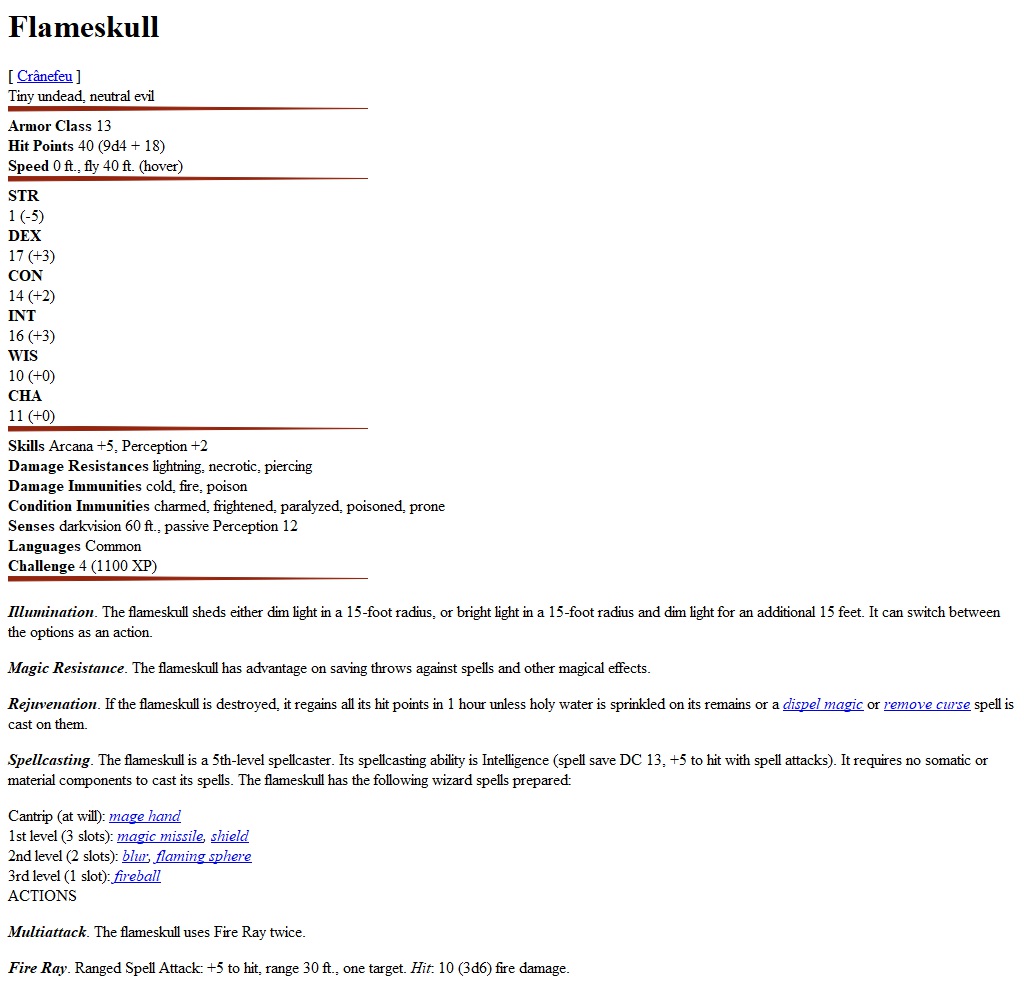 Flameskull
[ Crânefeu ]
Tiny undead, neutral evil
Armor Class 13
Hit Points 40 (9d4 + 18)
Speed 0 ft., fly 40 ft. (hover)
STR
1 (-5)
DEX
17 (+3)
CON
14 (+2)
INT
16 (+3)
WIS
10 (+0)
CHA
11 (+0)
Skills Arcana +5, Perception +2
Damage Resistances lightning, necrotic, piercing
Damage Immunities cold, fire, poison
Condition Immunities charmed, frightened, paralyzed, poisoned, prone
Senses darkvision 60 ft., passive Perception 12
Languages Common
Challenge 4 (1100 XP)
Illumination. The flameskull sheds either dim light in a 15-foot radius, or bright light in a 15-foot radius and dim light for an additional 15 feet. It can switch between
the options as an action.
Magic Resistance. The flameskull has advantage on saving throws against spells and other magical effects.
Rejuvenation. If the flameskull is destroyed, it regains all its hit points in 1 hour unless holy water is sprinkled on its remains or a dispel magic or remove curse spell is
cast on them.
Spellcasting. The flameskull is a 5th-level spellcaster. Its spellcasting ability is Intelligence (spell save DC 13, +5 to hit with spell attacks). It requires no somatic or
material components to cast its spells. The flameskull has the following wizard spells prepared:
Cantrip (at will): mage hand
1st level (3 slots): magic missile, shield
2nd level (2 slots): blur, flaming sphere
3rd level (1 slot): fireball
ACTIONS
Multiattack. The flameskull uses Fire Ray twice.
Fire Ray. Ranged Spell Attack: +5 to hit, range 30 ft., one target. Hit: 10 (3d6) fire damage.